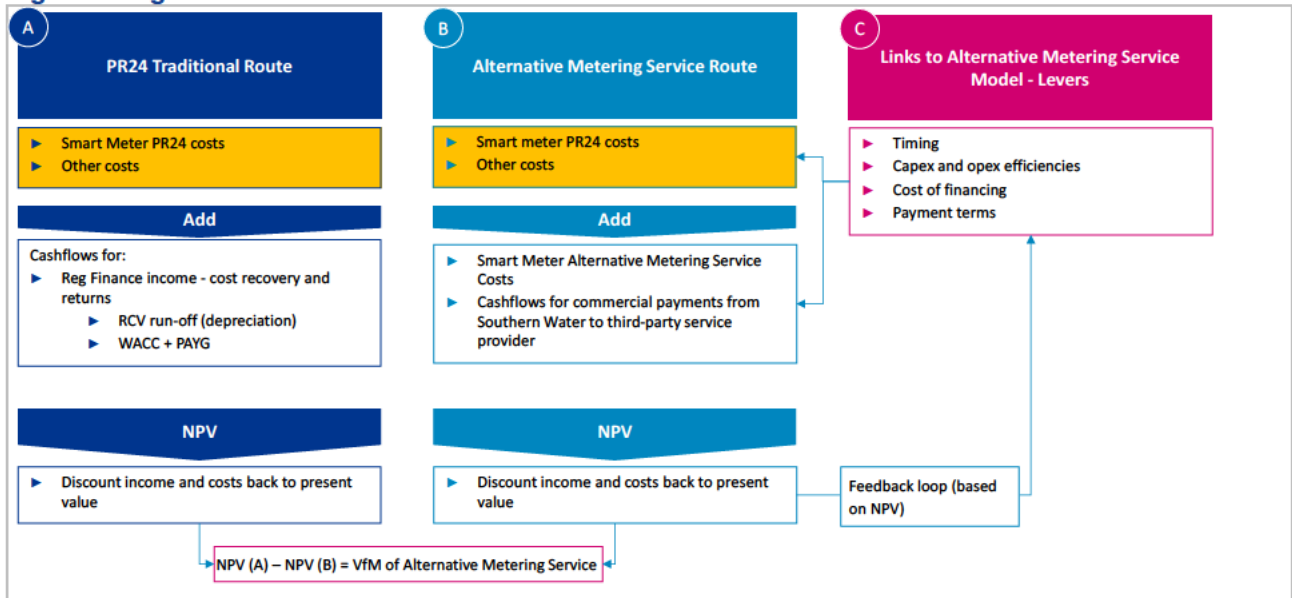 A
PR24 Traditional Route
► Smart Meter PR24 costs
► Other costs
Add
Cashflows for:
► Reg Finance income - cost recovery and
returns
► RCV run-off (depreciation)
► WACC + PAYG
NPV
► Discount income and costs back to present
value
B
Alternative Metering Service Route
► Smart meter PR24 costs
► Other costs
Add
► Smart Meter Alternative Metering Service
Costs
► Cashflows for commercial payments from
Southern Water to third-party service
provider
NPV
► Discount income and costs back to present
value
C
Links to Alternative Metering Service
Model - Levers
► Timing
► Capex and opex efficiencies
► Cost of financing
► Payment terms
Feedback loop (based
on NPV)
NPV (A) – NPV (B) = VfM of Alternative Metering Service